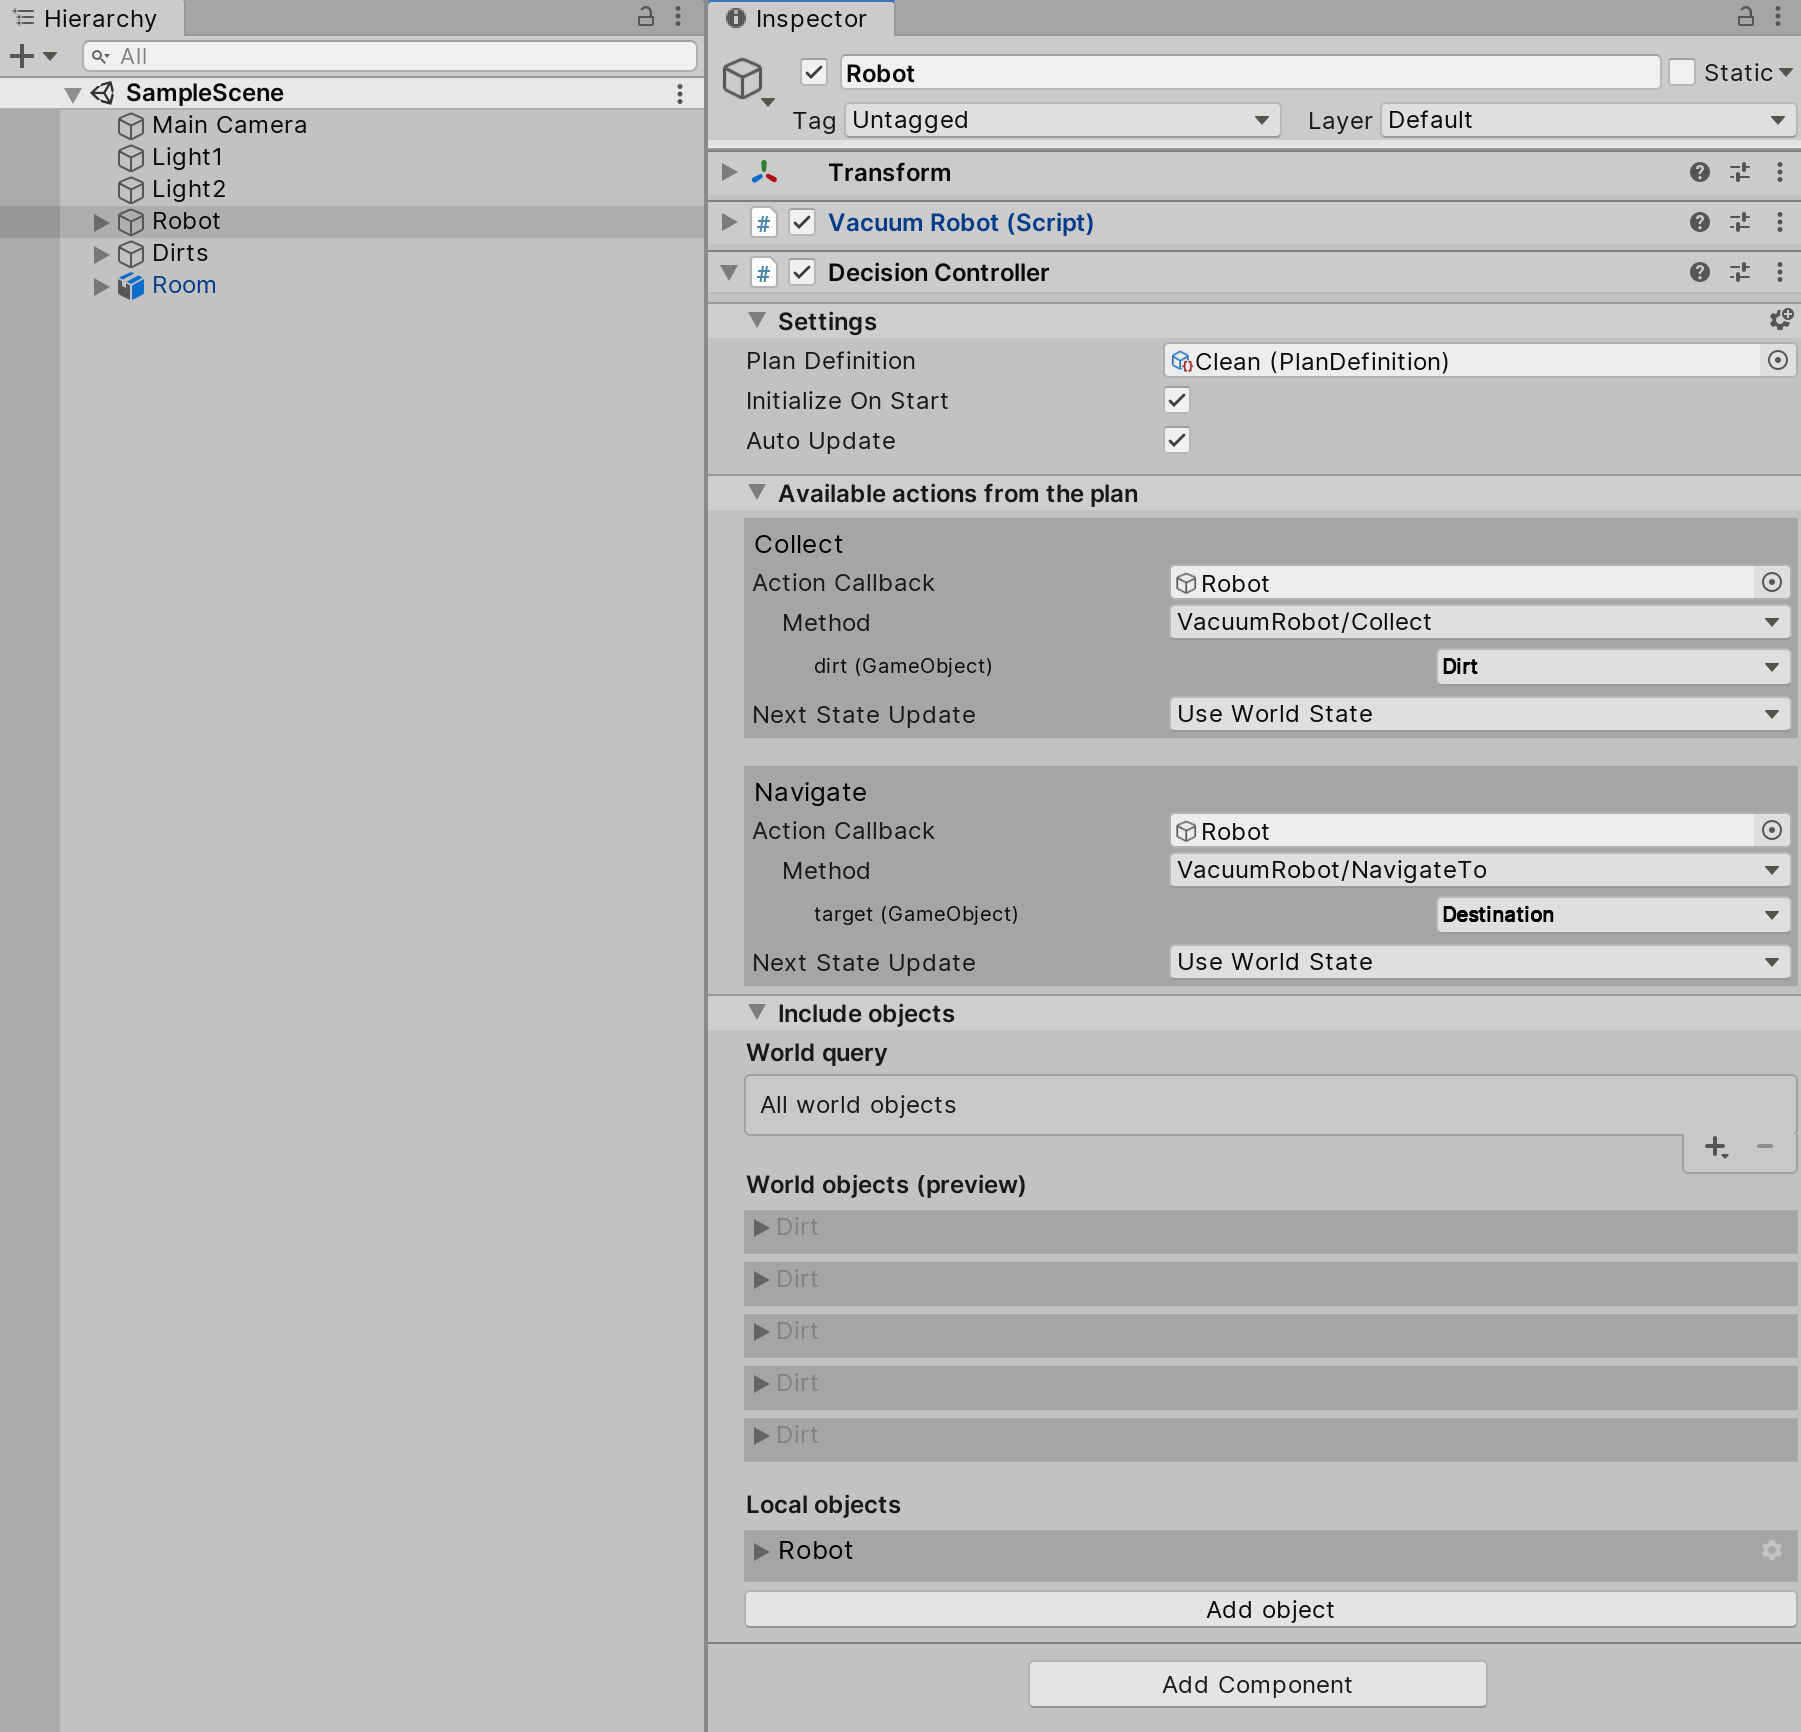 Hierarchy
All
SampleScene
Main Camera
Light1
Light2
Robot
Dirts
Room
Inspector
Robot
Static
Tag Untagged Layer Default
Transform
# Vacuum Robot (Script)
# Decision Controller
Settings
Plan Definition Clean (PlanDefinition)
Initialize On Start
Auto Update
Available actions from the plan
Collect
Action Callback Robot
Method VacuumRobot/Collect
dirt (GameObject) Dirt
Next State Update Use World State
Navigate
Action Callback Robot
Method VacuumRobot/NavigateTo
target (GameObject) Destination
Next State Update Use World State
Include objects
World query
All world objects
World objects (preview)
Dirt
Dirt
Dirt
Dirt
Dirt
Local objects
Robot
Add object
Add Component